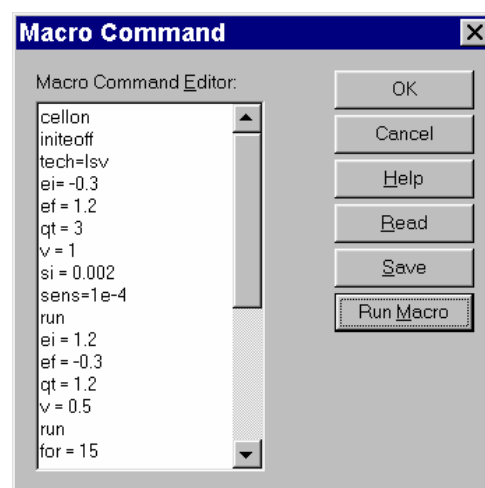 Macro Command
Macro Command Editor:
cellon
initeoff
tech=lsv
ei= -0.3
ef = 1.2
qt = 3
v = 1
si = 0.002
sens=1e-4
run
ei = 1.2
ef = -0.3
qt = 1.2
v = 0.5
run
for = 15
OK
Cancel
Help
Read
Save
Run Macro